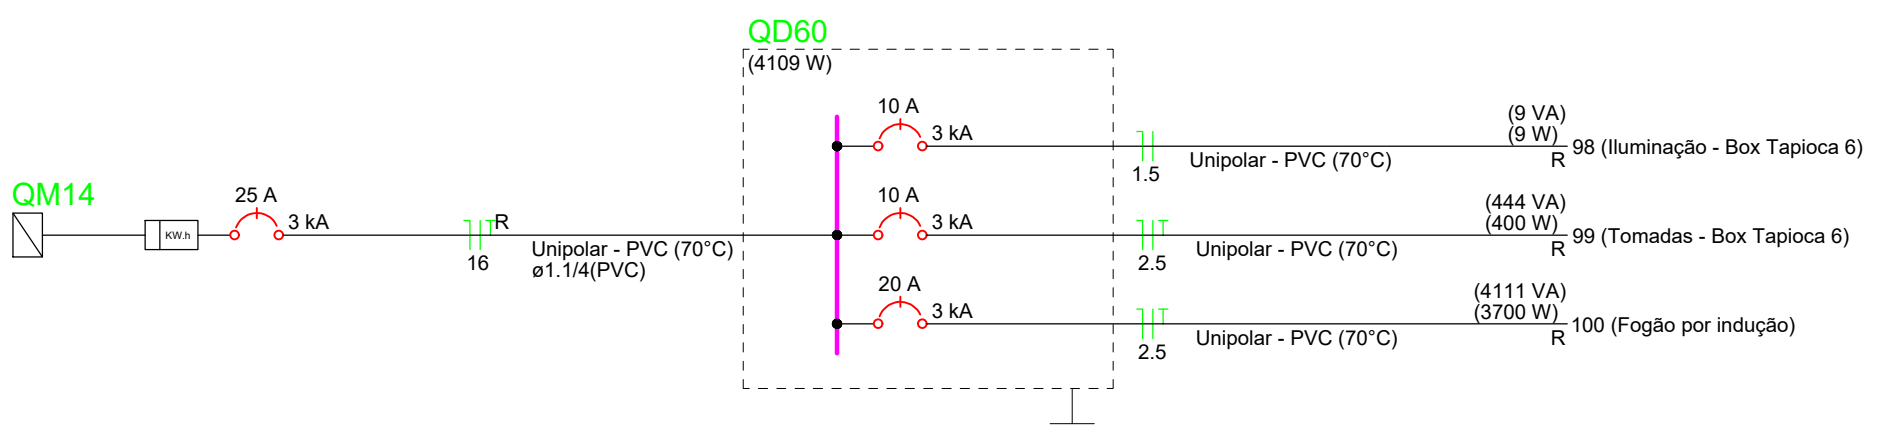 QD60
(4109 W)
10 A
3 kA
(9 VA)
(9 W)
1.5
Unipolar - PVC (70°C)
R
98 (Iluminação - Box Tapioca 6)
QM14
KW.h
25 A
3 kA
R
16
Unipolar - PVC (70°C)
ø1.1/4(PVC)
10 A
3 kA
(444 VA)
(400 W)
2.5
Unipolar - PVC (70°C)
R
99 (Tomadas - Box Tapioca 6)
20 A
3 kA
(4111 VA)
(3700 W)
2.5
Unipolar - PVC (70°C)
R
100 (Fogão por indução)